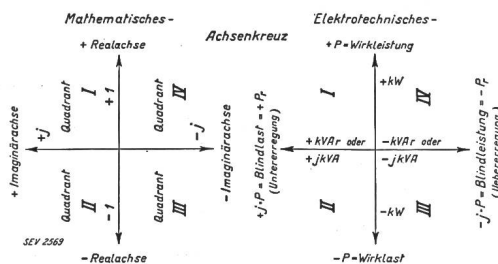 Mathematisches-
Elektrotechnisches-
Achsenkreuz
+ Realachse
+P=Wirkleistung
Quadrant I
+1
Quadrant IV
+j
-j
+ Imaginärachse
- Imaginärachse
Quadrant II
-1
Quadrant III
- Realachse
I
+kW
IV
+j·P=Blindlast=+Pr
(Untererregung)
+kVAr oder
+jkVA
-kVAr oder
-jkVA
-j·P=Blindleistung=-Pr
(Uebererregung)
II
-kW
III
-P=Wirklast
SEV 2569